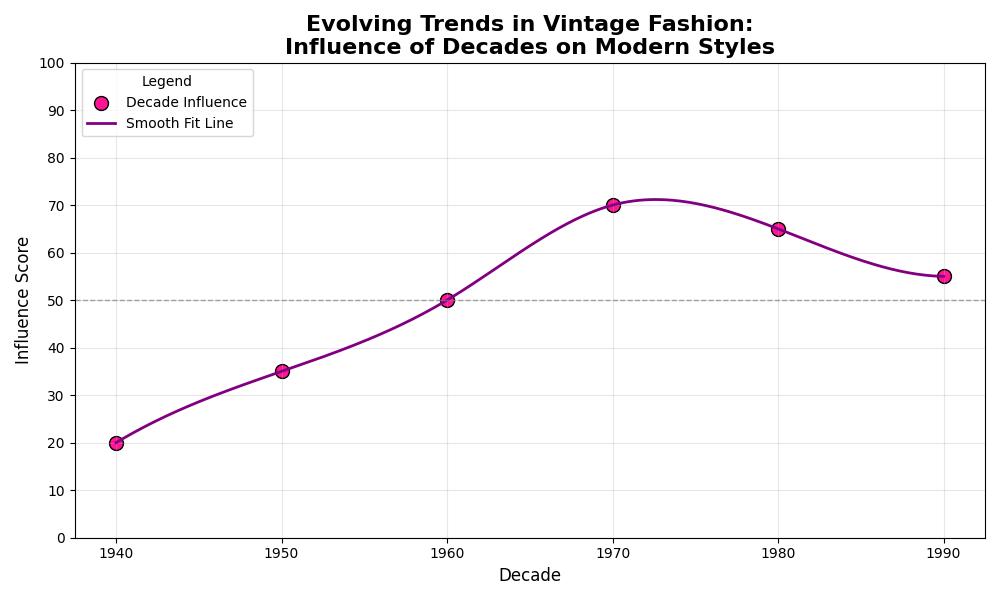 Evolving Trends in Vintage Fashion:
Influence of Decades on Modern Styles
Legend
Decade Influence
Smooth Fit Line
Influence Score
100
90
80
70
60
50
40
30
20
10
0
1940 1950 1960 1970 1980 1990
Decade